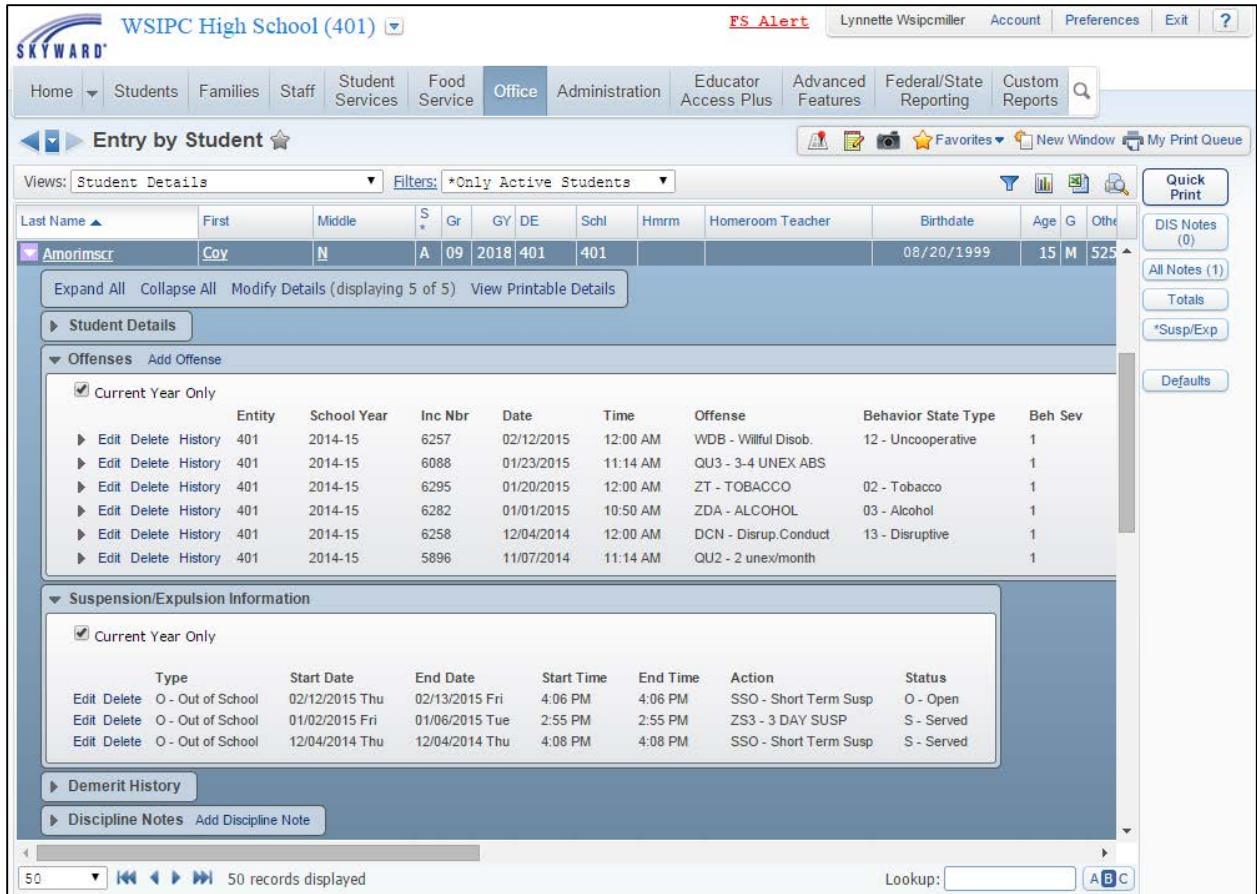 WSIPC High School (401)
FS Alert Lynnette Wsipcmiller Account Preferences Exit ?
SKYWARD
Home Students Families Staff Student Services Food Service Office Administration Educator Access Plus Advanced Features Federal/State Reporting Custom Reports
Entry by Student
Favorites New Window My Print Queue
Views: Student Details Filters: *Only Active Students
Quick Print
Last Name First Middle S * Gr GY DE Schl Hmrm Homeroom Teacher Birthdate Age G Othe
DIS Notes (0)
Amorimscr Coy N A 09 2018 401 401 08/20/1999 15 M 525
All Notes (1)
Expand All Collapse All Modify Details (displaying 5 of 5) View Printable Details
Totals
Student Details
*Susp/Exp
Offenses Add Offense
Defaults
Current Year Only
Entity School Year Inc Nbr Date Time Offense Behavior State Type Beh Sev
Edit Delete History 401 2014-15 6257 02/12/2015 12:00 AM WDB - Willful Disob. 12 - Uncooperative 1
Edit Delete History 401 2014-15 6088 01/23/2015 11:14 AM QU3 - 3-4 UNEX ABS 1
Edit Delete History 401 2014-15 6295 01/20/2015 12:00 AM ZT - TOBACCO 02 - Tobacco 1
Edit Delete History 401 2014-15 6282 01/01/2015 10:50 AM ZDA - ALCOHOL 03 - Alcohol 1
Edit Delete History 401 2014-15 6258 12/04/2014 12:00 AM DCN - Disrup.Conduct 13 - Disruptive 1
Edit Delete History 401 2014-15 5896 11/07/2014 11:14 AM QU2 - 2 unex/month 1
Suspension/Expulsion Information
Current Year Only
Type Start Date End Date Start Time End Time Action Status
Edit Delete O - Out of School 02/12/2015 Thu 02/13/2015 Fri 4:06 PM 4:06 PM SSO - Short Term Susp O - Open
Edit Delete O - Out of School 01/02/2015 Fri 01/06/2015 Tue 2:55 PM 2:55 PM ZS3 - 3 DAY SUSP S - Served
Edit Delete O - Out of School 12/04/2014 Thu 12/04/2014 Thu 4:08 PM 4:08 PM SSO - Short Term Susp S - Served
Demerit History
Discipline Notes Add Discipline Note
50 50 records displayed Lookup: A B C